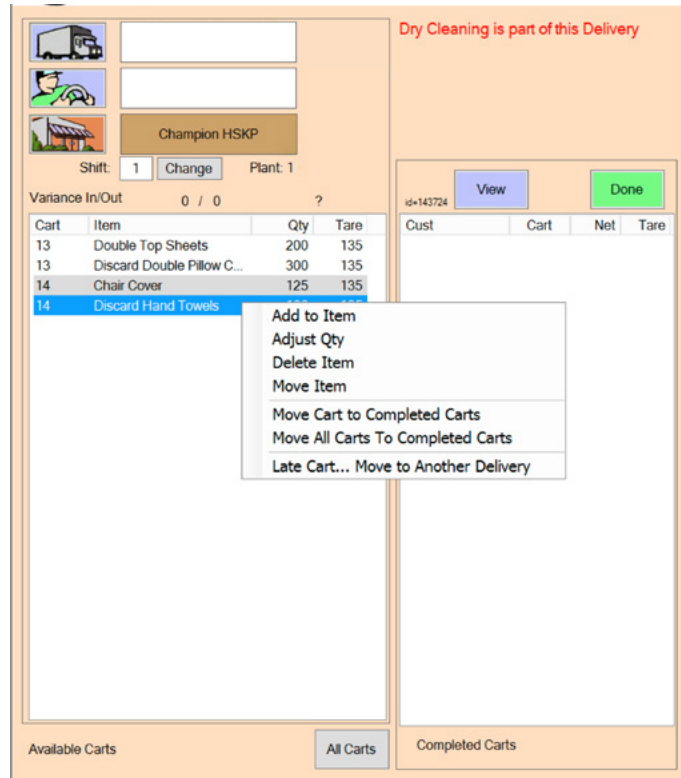 Dry Cleaning is part of this Delivery
Champion HSKP
Shift: 1 Change Plant: 1
Variance In/Out 0 / 0 ?
Cart Item Qty Tare
13 Double Top Sheets 200 135
13 Discard Double Pillow C... 300 135
14 Chair Cover 125 135
14 Discard Hand Towels
Add to Item
Adjust Qty
Delete Item
Move Item
Move Cart to Completed Carts
Move All Carts To Completed Carts
Late Cart... Move to Another Delivery
Available Carts All Carts
id=143724 View Done
Cust Cart Net Tare
Completed Carts